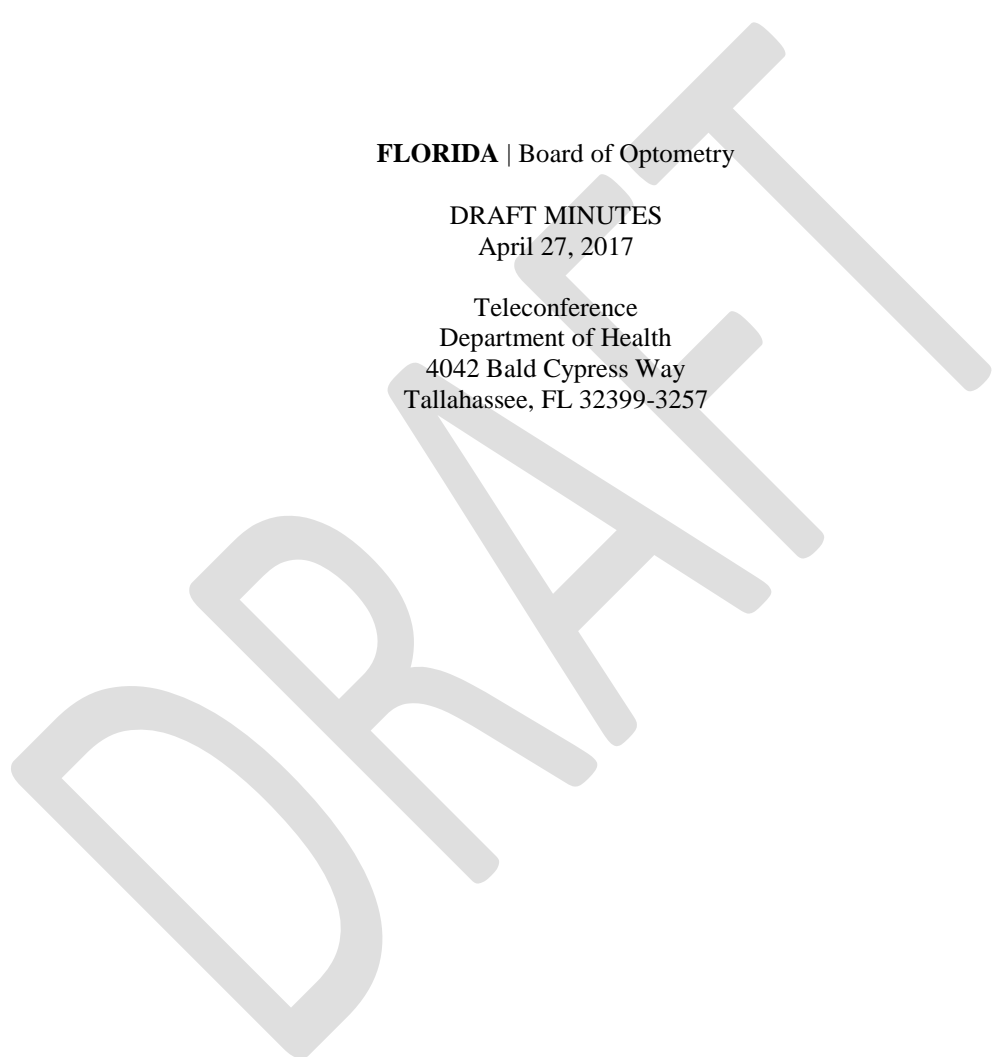 FLORIDA | Board of Optometry
DRAFT MINUTES
April 27, 2017
Teleconference
Department of Health
4042 Bald Cypress Way
Tallahassee, FL 32399-3257
DRAFT